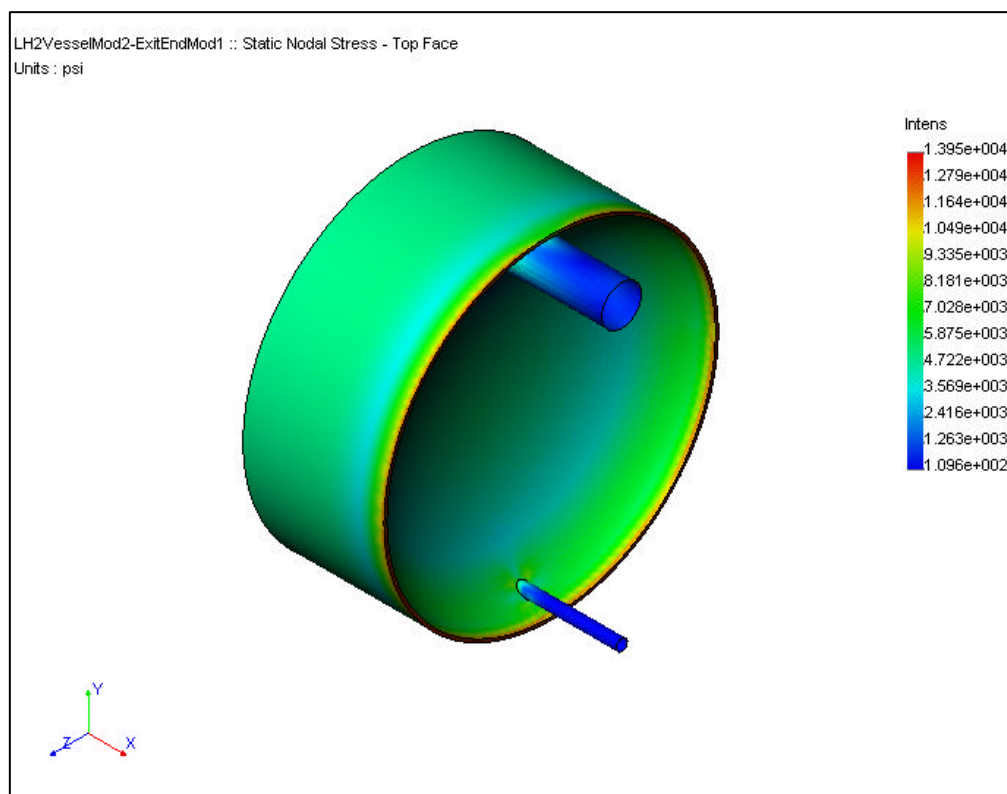 LH2VesselMod2-ExitEndMod1 :: Static Nodal Stress - Top Face
Units : psi
Intens
1.395e+004
1.279e+004
1.164e+004
1.049e+004
9.335e+003
8.181e+003
7.028e+003
5.875e+003
4.722e+003
3.569e+003
2.416e+003
1.263e+003
1.096e+002
Y
Z
X